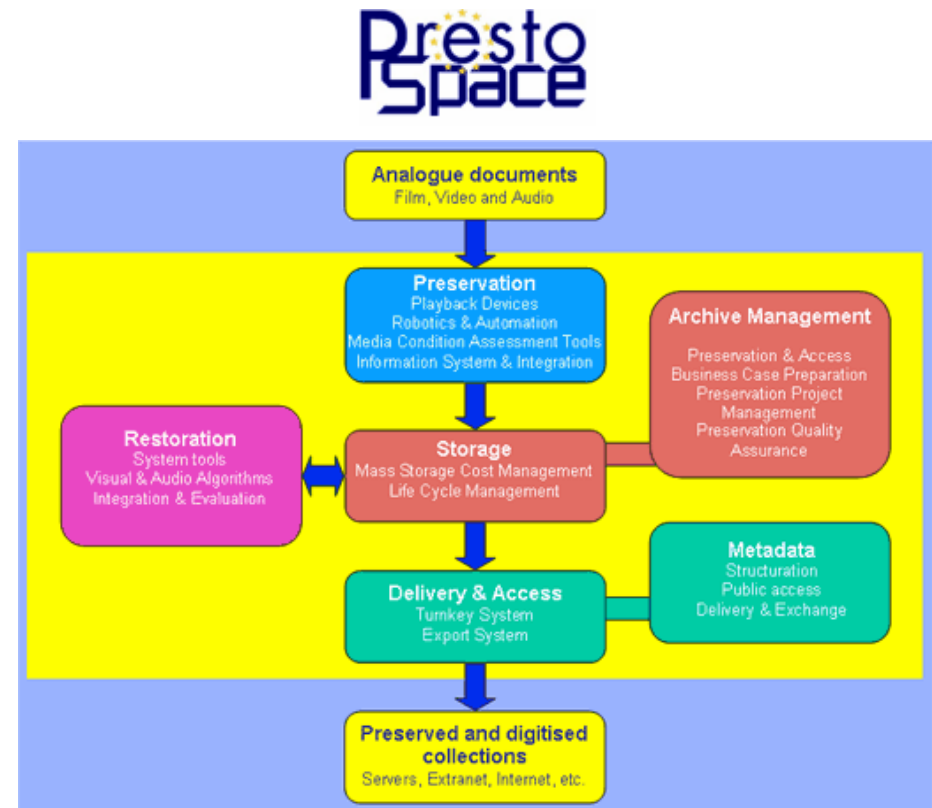 Presto
Space
Analogue documents
Film, Video and Audio
Preservation
Playback Devices
Robotics & Automation
Media Condition Assessment Tools
Information System & Integration
Archive Management
Preservation & Access
Business Case Preparation
Preservation Project
Management
Preservation Quality
Assurance
Restoration
System tools
Visual & Audio Algorithms
Integration & Evaluation
Storage
Mass Storage Cost Management
Life Cycle Management
Delivery & Access
Turnkey System
Export System
Metadata
Structuration
Public access
Delivery & Exchange
Preserved and digitised
collections
Servers, Extranet, Internet, etc.